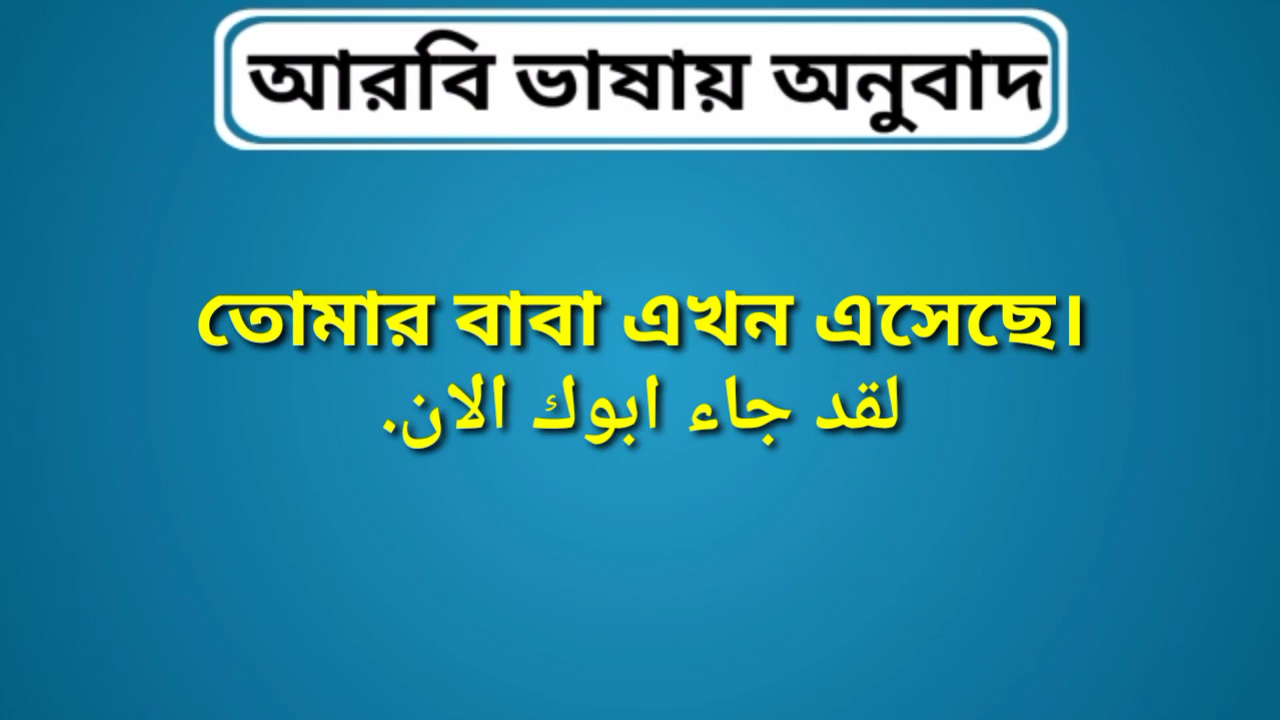 আরবি ভাষায় অনুবাদ
তোমার বাবা এখন এসেছে।
لقد جاء ابوك الان.